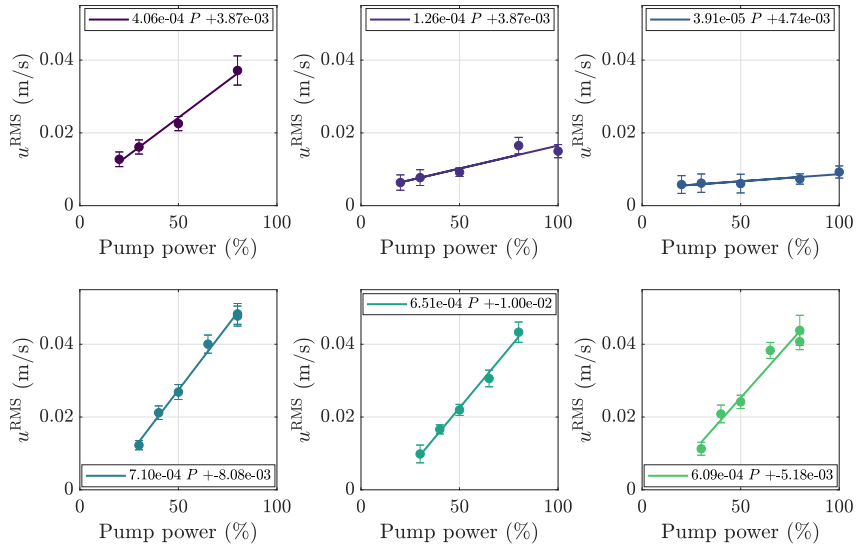 4.06e-04 P +3.87e-03
0.04
0.02
0
0 50 100
u^RMS (m/s)
Pump power (%)
1.26e-04 P +3.87e-03
0.04
0.02
0
0 50 100
u^RMS (m/s)
Pump power (%)
3.91e-05 P +4.74e-03
0.04
0.02
0
0 50 100
u^RMS (m/s)
Pump power (%)
0.04
0.02
0
7.10e-04 P +-8.08e-03
0 50 100
u^RMS (m/s)
Pump power (%)
6.51e-04 P +-1.00e-02
0.04
0.02
0
0 50 100
u^RMS (m/s)
Pump power (%)
0.04
0.02
0
6.09e-04 P +-5.18e-03
0 50 100
u^RMS (m/s)
Pump power (%)